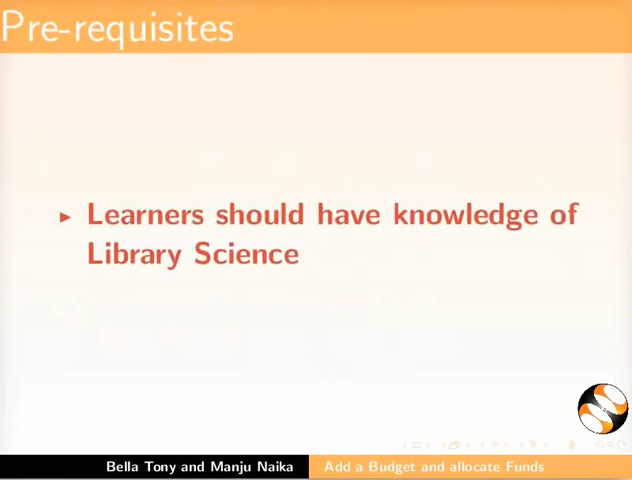 Pre-requisites
Learners should have knowledge of
Library Science
Bella Tony and Manju Naika
Add a Budget and allocate Funds